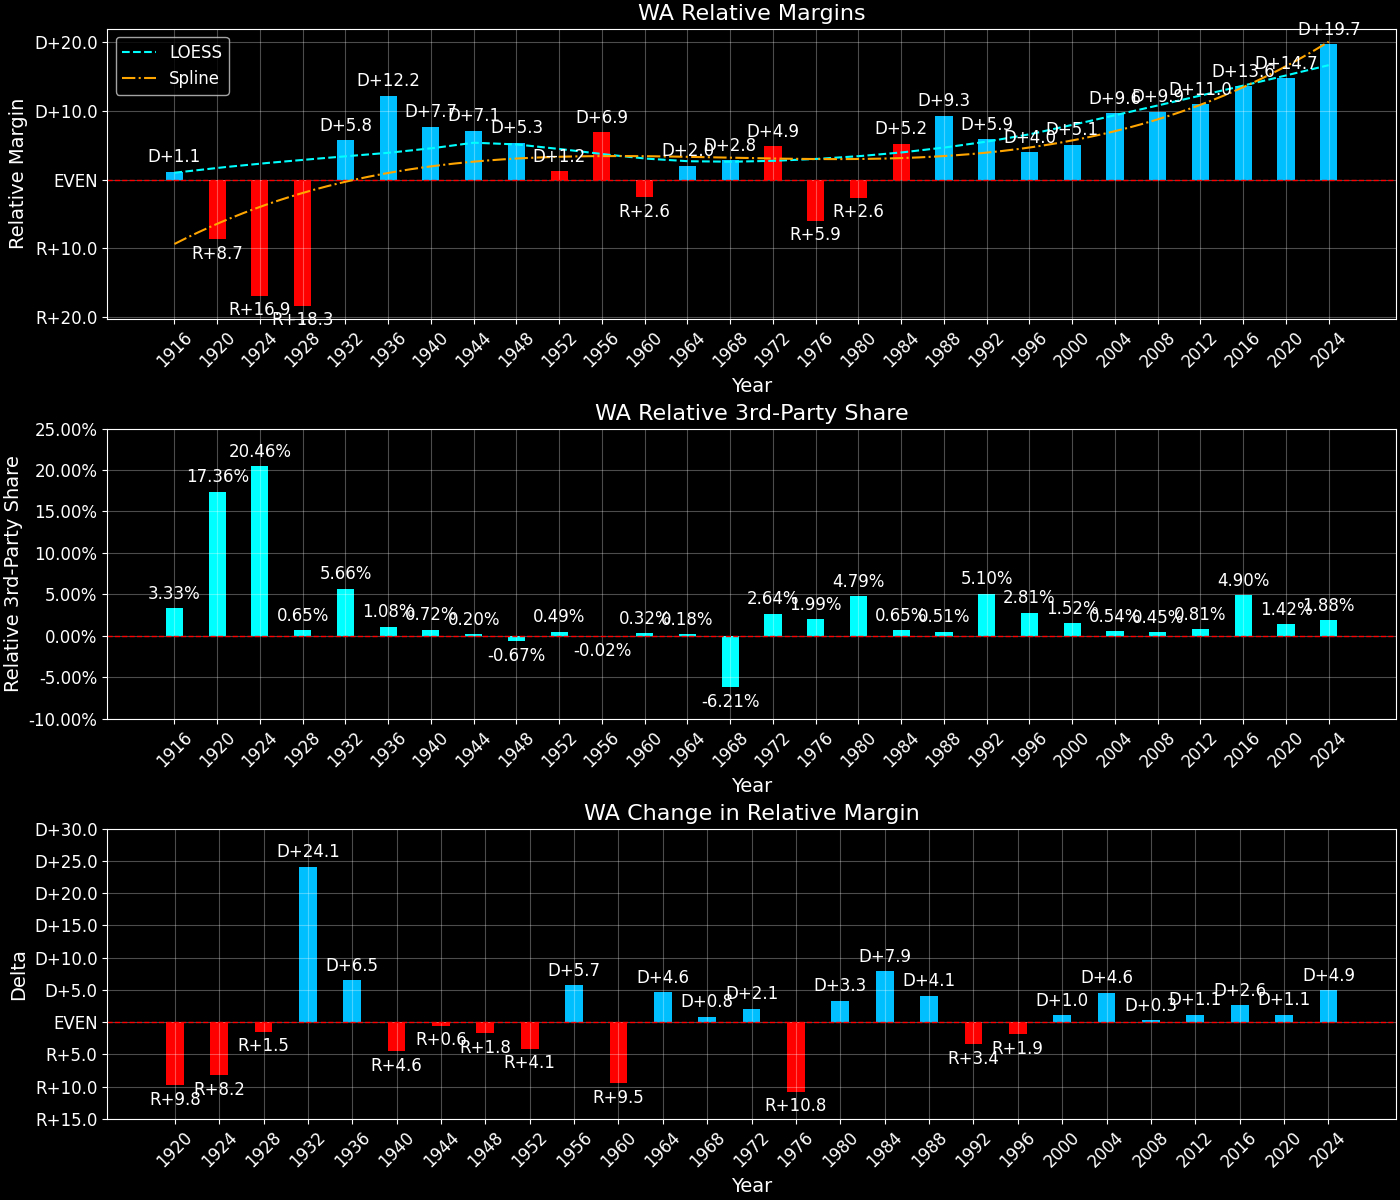 WA Relative Margins
LOESS
Spline
Relative Margin
D+20.0
D+10.0
EVEN
R+10.0
R+20.0
D+1.1
R+8.7
R+16.9
R+18.3
D+5.8
D+12.2
D+7.7
D+7.1
D+5.3
D+1.2
D+6.9
R+2.6
D+2.0
D+2.8
D+4.9
R+5.9
R+2.6
D+5.2
D+9.3
D+5.9
D+4.0
D+5.1
D+9.6
D+9.9
D+11.0
D+13.6
D+14.7
D+19.7
1916 1920 1924 1928 1932 1936 1940 1944 1948 1952 1956 1960 1964 1968 1972 1976 1980 1984 1988 1992 1996 2000 2004 2008 2012 2016 2020 2024
Year
WA Relative 3rd-Party Share
Relative 3rd-Party Share
25.00%
20.00%
15.00%
10.00%
5.00%
0.00%
-5.00%
-10.00%
3.33%
17.36%
20.46%
0.65%
5.66%
1.08%
0.72%
0.20%
-0.67%
0.49%
-0.02%
0.32%
0.18%
-6.21%
2.64%
1.99%
4.79%
0.65%
0.51%
5.10%
2.81%
1.52%
0.54%
0.45%
0.81%
4.90%
1.42%
1.88%
1916 1920 1924 1928 1932 1936 1940 1944 1948 1952 1956 1960 1964 1968 1972 1976 1980 1984 1988 1992 1996 2000 2004 2008 2012 2016 2020 2024
Year
WA Change in Relative Margin
Delta
D+30.0
D+25.0
D+20.0
D+15.0
D+10.0
D+5.0
EVEN
R+5.0
R+10.0
R+15.0
R+9.8
R+8.2
R+1.5
D+24.1
D+6.5
R+4.6
R+0.6
R+1.8
R+4.1
D+5.7
R+9.5
D+4.6
D+0.8
D+2.1
R+10.8
D+3.3
D+7.9
D+4.1
R+3.4
R+1.9
D+1.0
D+4.6
D+0.3
D+1.1
D+2.6
D+1.1
D+4.9
1920 1924 1928 1932 1936 1940 1944 1948 1952 1956 1960 1964 1968 1972 1976 1980 1984 1988 1992 1996 2000 2004 2008 2012 2016 2020 2024
Year